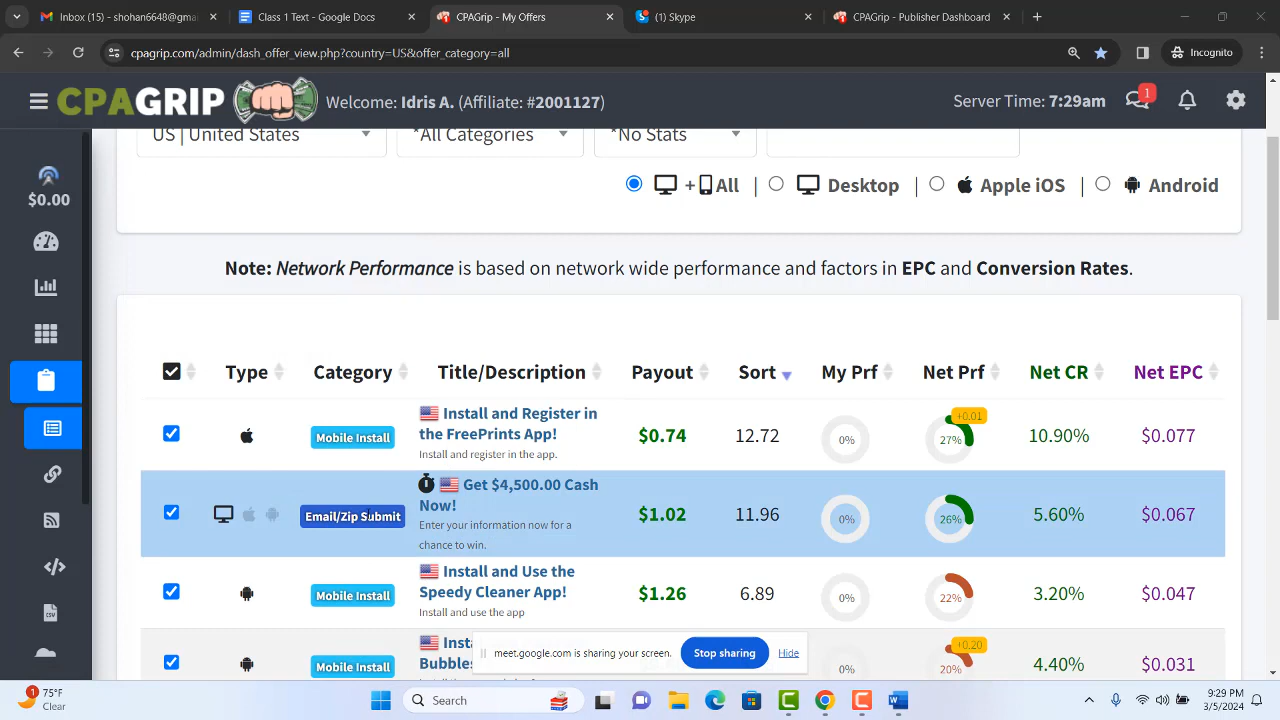 Inbox (15) - shohan6648@gmai
Class 1 Text - Google Docs
CPAGrip - My Offers
(1) Skype
CPAGrip - Publisher Dashboard
cpagrip.com/admin/dash_offer_view.php?country=US&offer_category=all
Incognito
CPAGRIP Welcome: Idris A. (Affiliate: #2001127)
Server Time: 7:29am
1
$0.00
US | United States
*All Categories
*No Stats
+ All | Desktop | Apple iOS | Android
Note: Network Performance is based on network wide performance and factors in EPC and Conversion Rates.
Type Category Title/Description Payout Sort My Prf Net Prf Net CR Net EPC
Mobile Install
Install and Register in
the FreePrints App!
Install and register in the app.
$0.74 12.72 0% 27% +0.01 10.90% $0.077
Email/Zip Submit
Get $4,500.00 Cash
Now!
Enter your information now for a
chance to win.
$1.02 11.96 0% 26% 5.60% $0.067
Mobile Install
Install and Use the
Speedy Cleaner App!
Install and use the app
$1.26 6.89 0% 22% 3.20% $0.047
Mobile Install
Insta
Bubbles
0% 20% +0.20 4.40% $0.031
meet.google.com is sharing your screen.
Stop sharing
Hide
CSV
1
75°F
Clear
Search
9:29 PM
3/5/2024